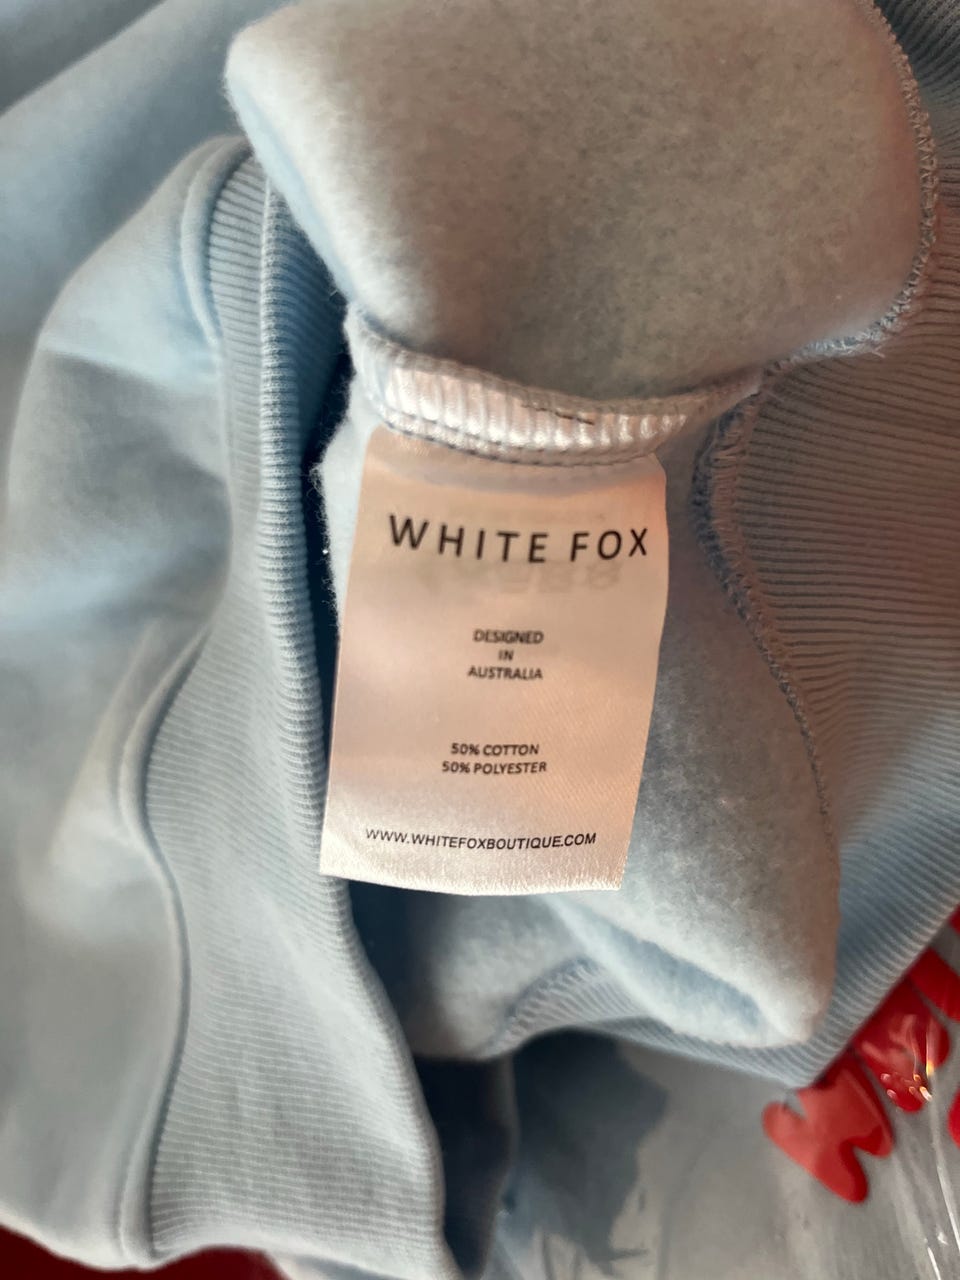 WHITE FOX
DESIGNED
IN
AUSTRALIA
50% COTTON
50% POLYESTER
WWW.WHITEFOXBOUTIQUE.COM